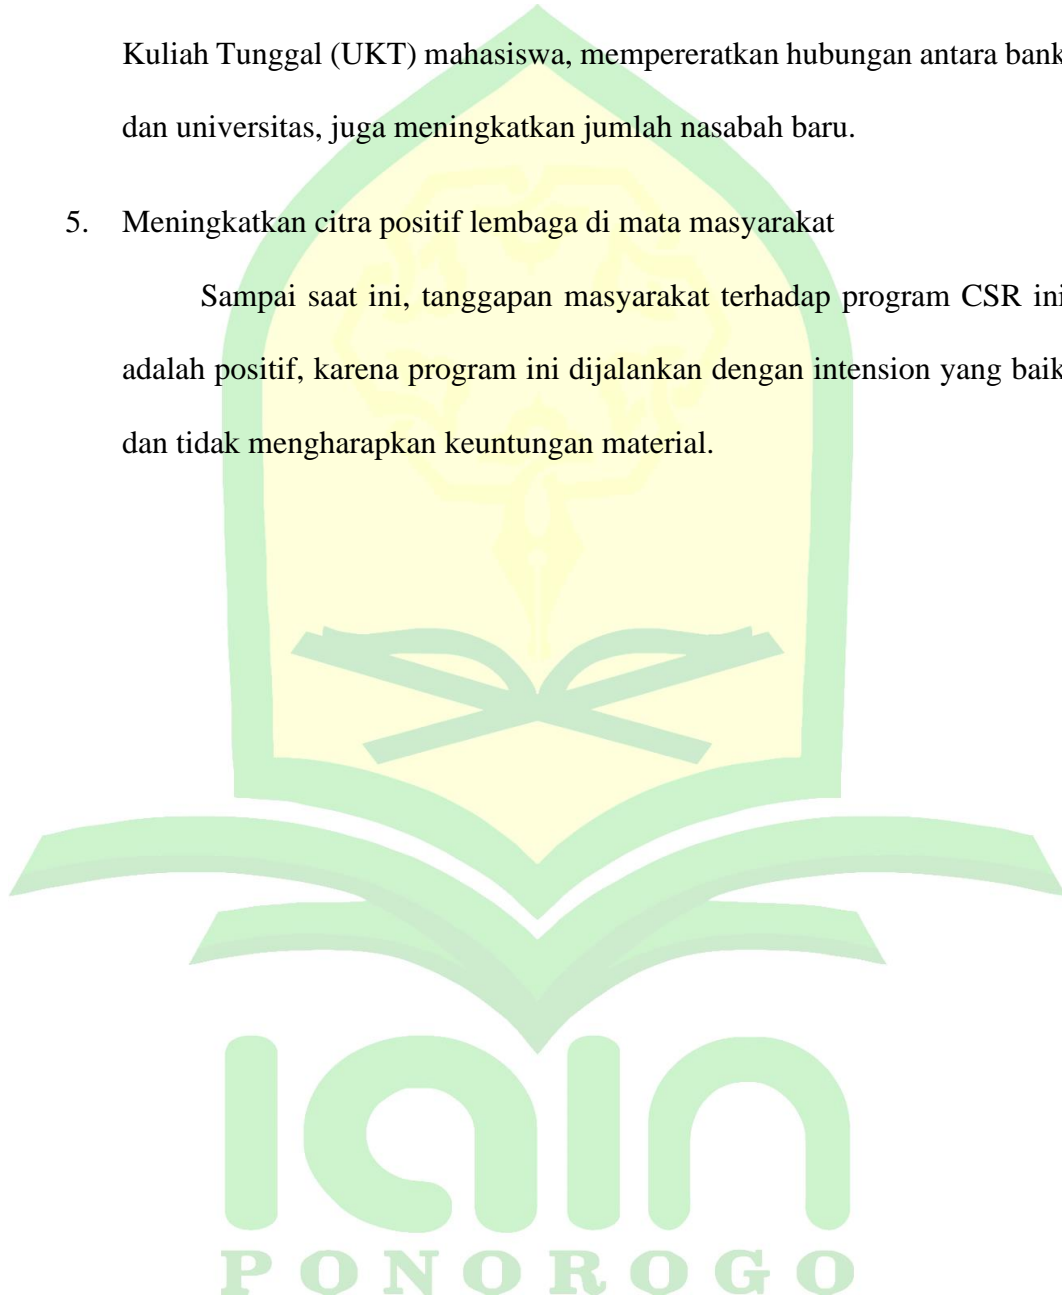 Kuliah Tunggal (UKT) mahasiswa, mempereratkan hubungan antara bank
dan universitas, juga meningkatkan jumlah nasabah baru.
5. Meningkatkan citra positif lembaga di mata masyarakat
Sampai saat ini, tanggapan masyarakat terhadap program CSR ini
adalah positif, karena program ini dijalankan dengan intension yang baik
dan tidak mengharapkan keuntungan material.
iain
PONOROGO